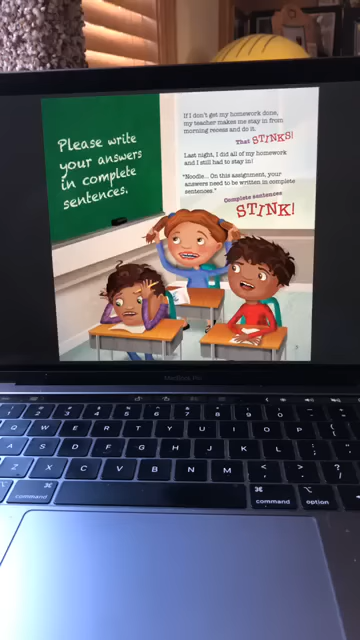 Please write
your answers
in complete
sentences.
If I don't get my homework done,
my teacher makes me stay in from
morning recess and do it.
That STINKS!
Last night, I did all of my homework
and I still had to stay in!
"Noodle... On this assignment, your
answers need to be written in complete
sentences."
Complete sentences
STINK!
MacBook Pro
Q W E R T Y U I O P
A S D F G H J K L
Z X C V B N M
command
command
option